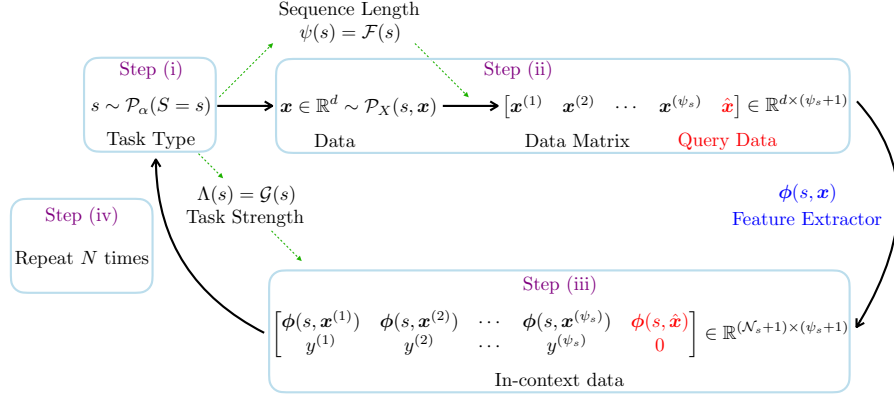 Sequence Length
ψ(s) = 𝓕(s)
Step (i)
s ∼ 𝒫_α(S = s)
Task Type
Step (ii)
𝒙 ∈ ℝ^d ∼ 𝒫_X(s, 𝒙)
[𝒙^(1) 𝒙^(2) ⋯ 𝒙^(ψ_s) 𝒙̂] ∈ ℝ^{d×(ψ_s+1)}
Data
Data Matrix
Query Data
Λ(s) = 𝓖(s)
Task Strength
ϕ(s, 𝒙)
Feature Extractor
Step (iv)
Repeat N times
Step (iii)
[ϕ(s, 𝒙^(1)) ϕ(s, 𝒙^(2)) ⋯ ϕ(s, 𝒙^(ψ_s)) ϕ(s, 𝒙̂)
y^(1) y^(2) ⋯ y^(ψ_s) 0] ∈ ℝ^{(𝒩_s+1)×(ψ_s+1)}
In-context data